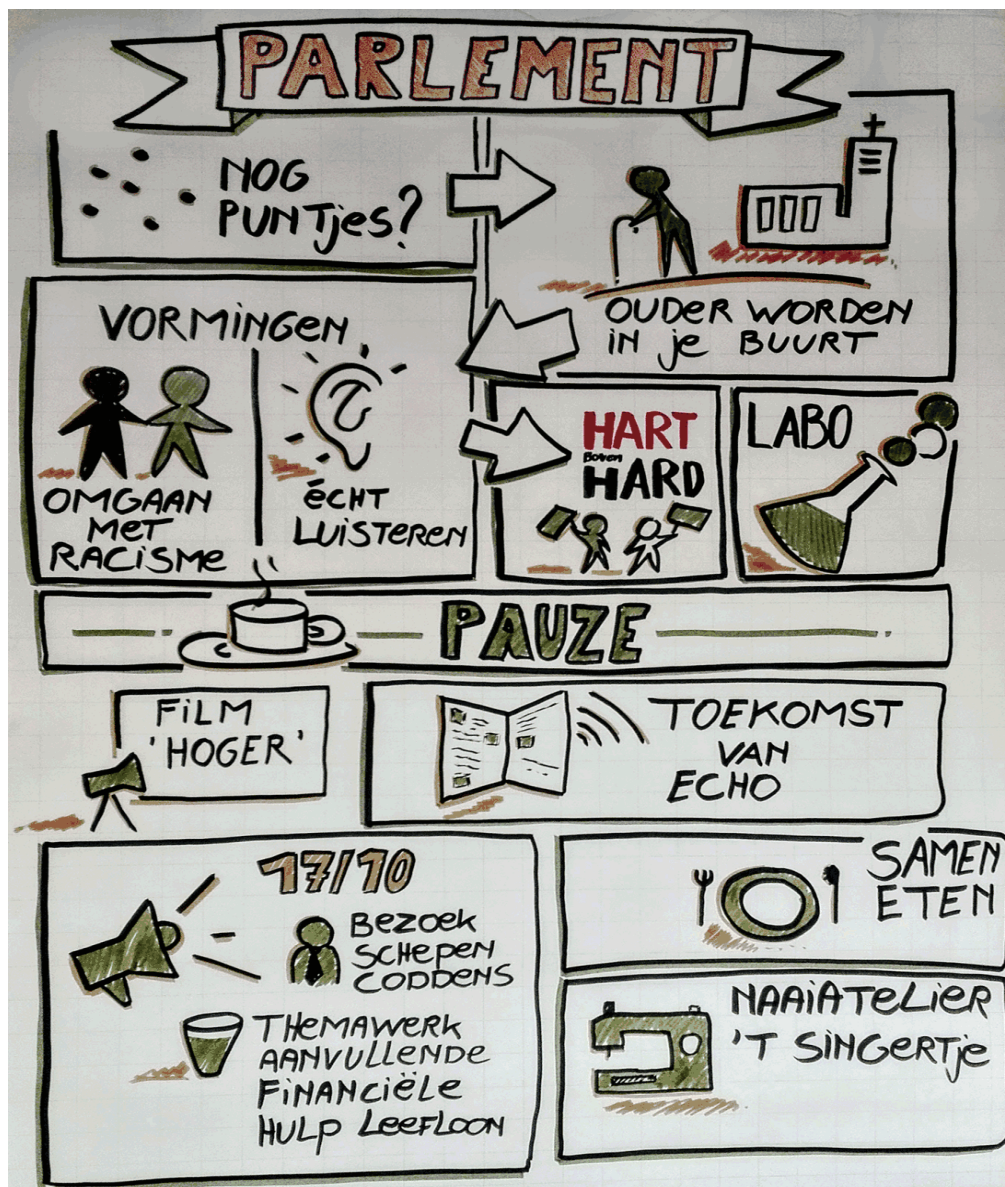 PARLEMENT
NOG
PUNTjes?
OUDER WORDEN
IN je BUURT
VORMiNGeN
OMGAAN
MeT
RACiSMe
éCHT
LUiSTEReN
HART
Boven
HARD
LABO
PAUZE
FiLM
'HOGER'
TOEKOMST
VAN
ECHO
17/10
BeZOeK
SCHePeN
CODDeNS
THeMAWERK
AANVULLENDe
FiNANCiëLe
HULP LeeFLOON
SAMEN
ETEN
NAAiATeLieR
'T SiNGeRTje